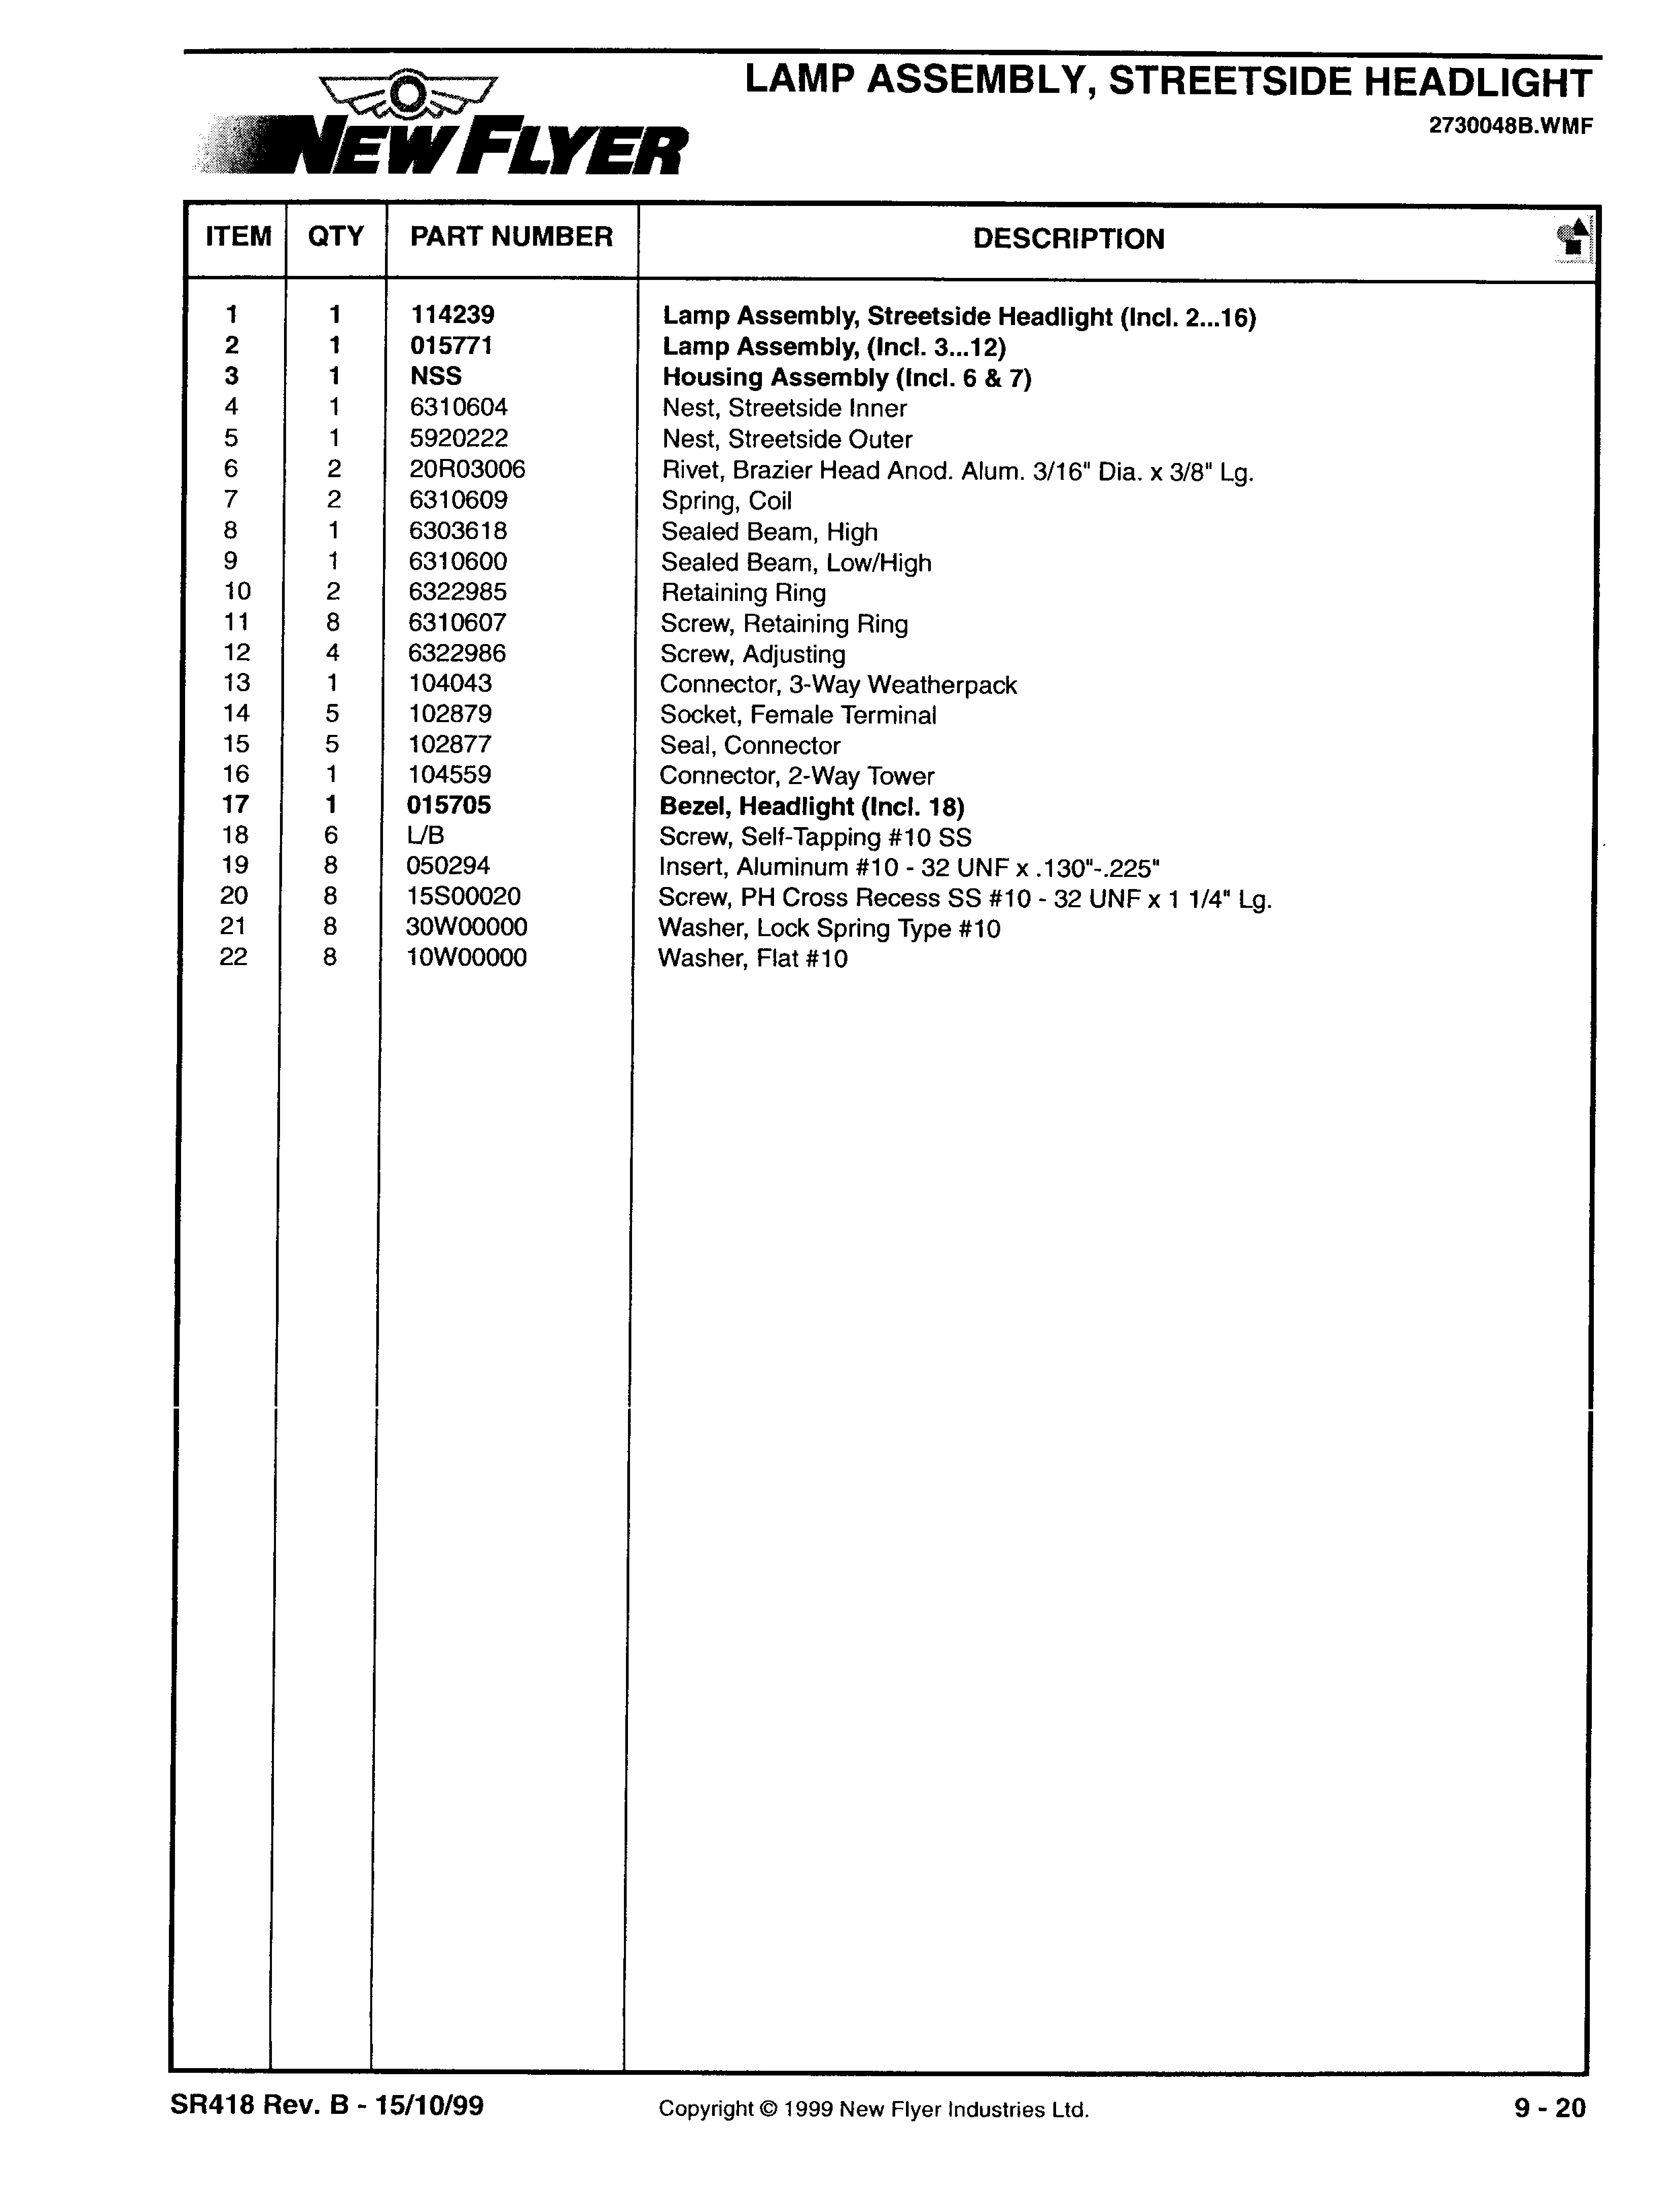 LAMP ASSEMBLY, STREETSIDE HEADLIGHT
2730048B.WMF
NEW FLYER
ITEM QTY PART NUMBER DESCRIPTION
1 1 114239 Lamp Assembly, Streetside Headlight (Incl. 2...16)
2 1 015771 Lamp Assembly, (Incl. 3...12)
3 1 NSS Housing Assembly (Incl. 6 & 7)
4 1 6310604 Nest, Streetside Inner
5 1 5920222 Nest, Streetside Outer
6 2 20R03006 Rivet, Brazier Head Anod. Alum. 3/16" Dia. x 3/8" Lg.
7 2 6310609 Spring, Coil
8 1 6303618 Sealed Beam, High
9 1 6310600 Sealed Beam, Low/High
10 2 6322985 Retaining Ring
11 8 6310607 Screw, Retaining Ring
12 4 6322986 Screw, Adjusting
13 1 104043 Connector, 3-Way Weatherpack
14 5 102879 Socket, Female Terminal
15 5 102877 Seal, Connector
16 1 104559 Connector, 2-Way Tower
17 1 015705 Bezel, Headlight (Incl. 18)
18 6 L/B Screw, Self-Tapping #10 SS
19 8 050294 Insert, Aluminum #10 - 32 UNF x .130"-.225"
20 8 15S00020 Screw, PH Cross Recess SS #10 - 32 UNF x 1 1/4" Lg.
21 8 30W00000 Washer, Lock Spring Type #10
22 8 10W00000 Washer, Flat #10
SR418 Rev. B - 15/10/99 Copyright © 1999 New Flyer Industries Ltd. 9 - 20